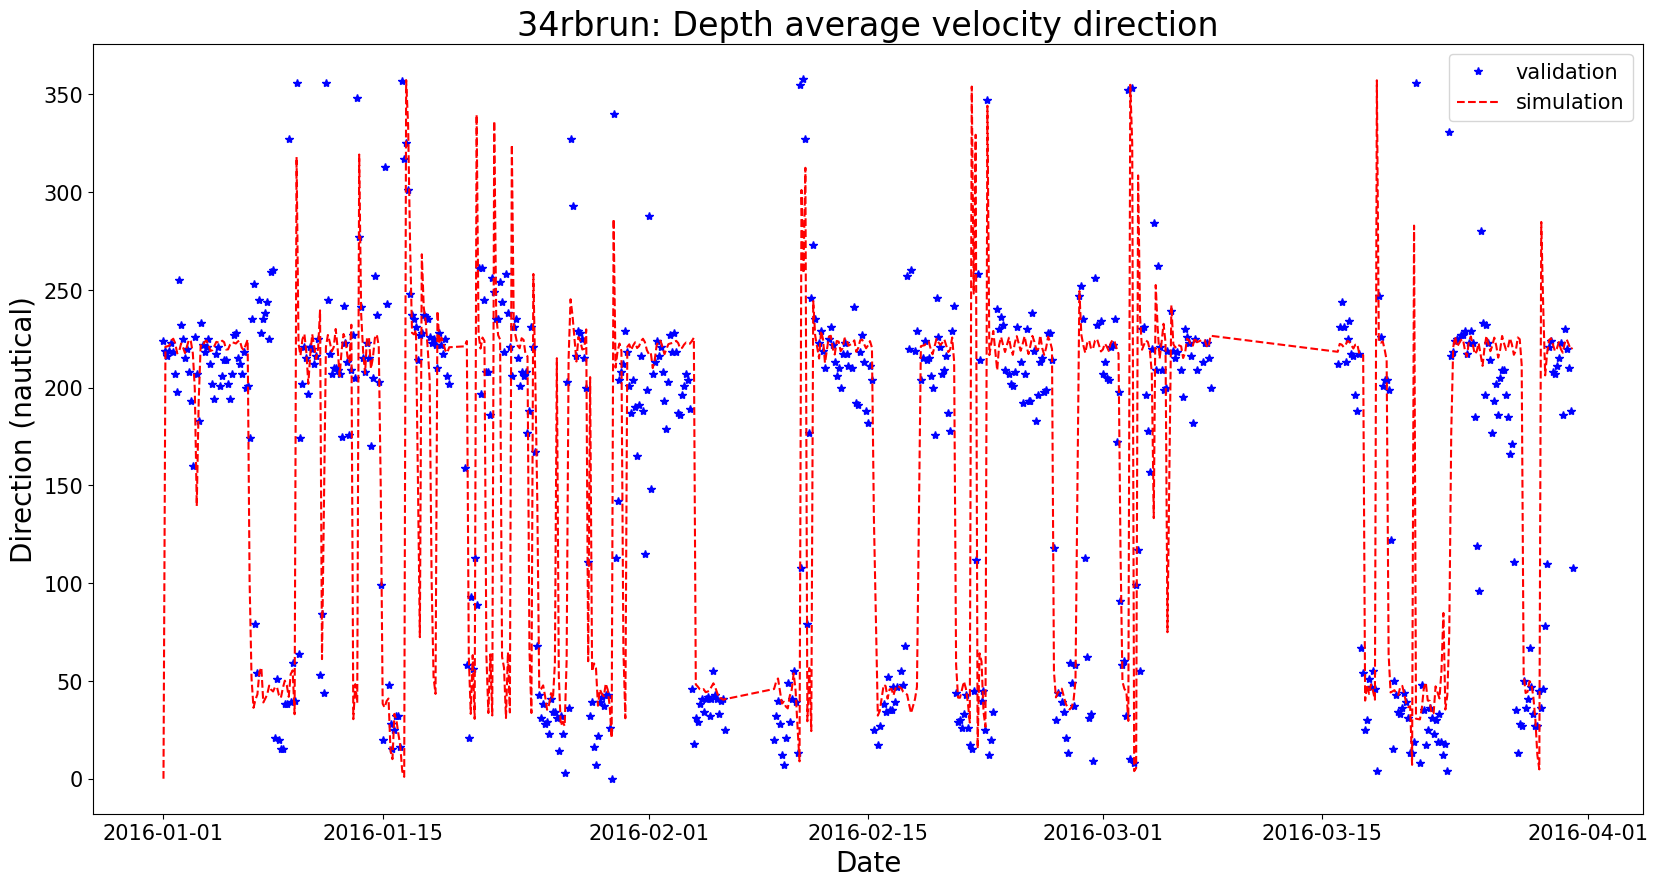 34rbrun: Depth average velocity direction
validation
simulation
Direction (nautical)
350
300
250
200
150
100
50
0
2016-01-01 2016-01-15 2016-02-01 2016-02-15 2016-03-01 2016-03-15 2016-04-01
Date